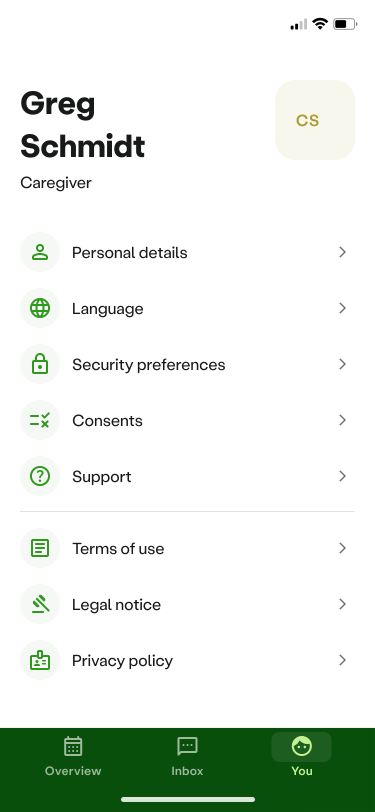 Greg
Schmidt
CS
Caregiver
Personal details
Language
Security preferences
Consents
Support
Terms of use
Legal notice
Privacy policy
Overview
Inbox
You